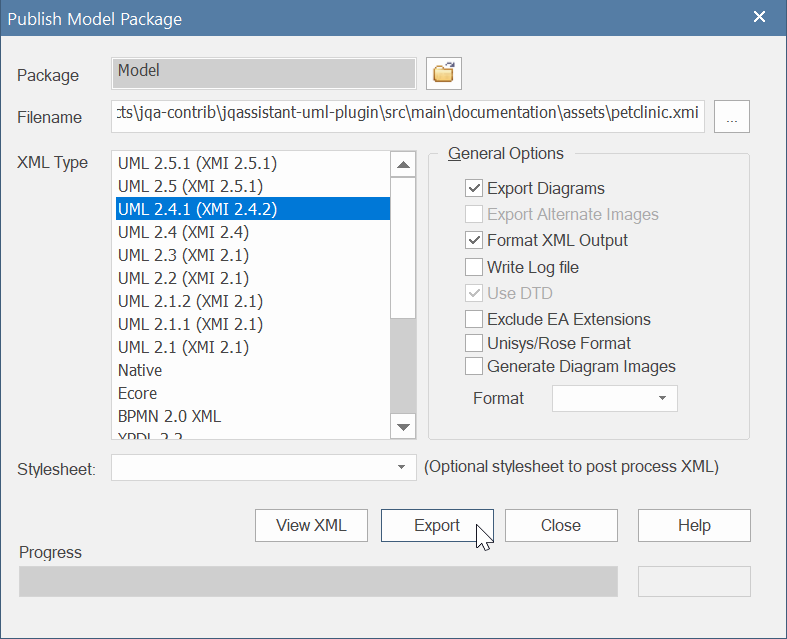 Publish Model Package
Package
Model
Filename
:ts\jqa-contrib\jqassistant-uml-plugin\src\main\documentation\assets\petclinic.xmi
...
XML Type
UML 2.5.1 (XMI 2.5.1)
UML 2.5 (XMI 2.5.1)
UML 2.4.1 (XMI 2.4.2)
UML 2.4 (XMI 2.4)
UML 2.3 (XMI 2.1)
UML 2.2 (XMI 2.1)
UML 2.1.2 (XMI 2.1)
UML 2.1.1 (XMI 2.1)
UML 2.1 (XMI 2.1)
Native
Ecore
BPMN 2.0 XML
XPDL 2.2
General Options
Export Diagrams
Export Alternate Images
Format XML Output
Write Log file
Use DTD
Exclude EA Extensions
Unisys/Rose Format
Generate Diagram Images
Format
Stylesheet:
(Optional stylesheet to post process XML)
View XML
Export
Close
Help
Progress